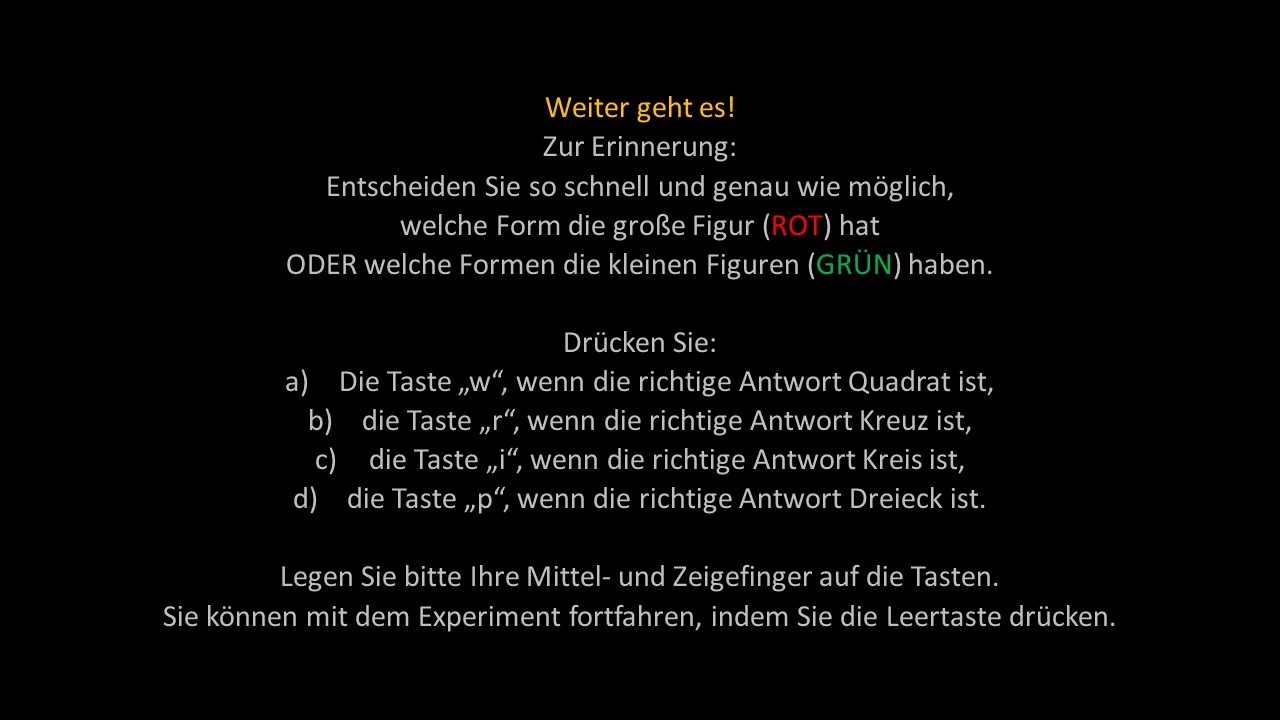 Weiter geht es!
Zur Erinnerung:
Entscheiden Sie so schnell und genau wie möglich,
welche Form die große Figur (ROT) hat
ODER welche Formen die kleinen Figuren (GRÜN) haben.
Drücken Sie:
a) Die Taste „w“, wenn die richtige Antwort Quadrat ist,
b) die Taste „r“, wenn die richtige Antwort Kreuz ist,
c) die Taste „i“, wenn die richtige Antwort Kreis ist,
d) die Taste „p“, wenn die richtige Antwort Dreieck ist.
Legen Sie bitte Ihre Mittel- und Zeigefinger auf die Tasten.
Sie können mit dem Experiment fortfahren, indem Sie die Leertaste drücken.